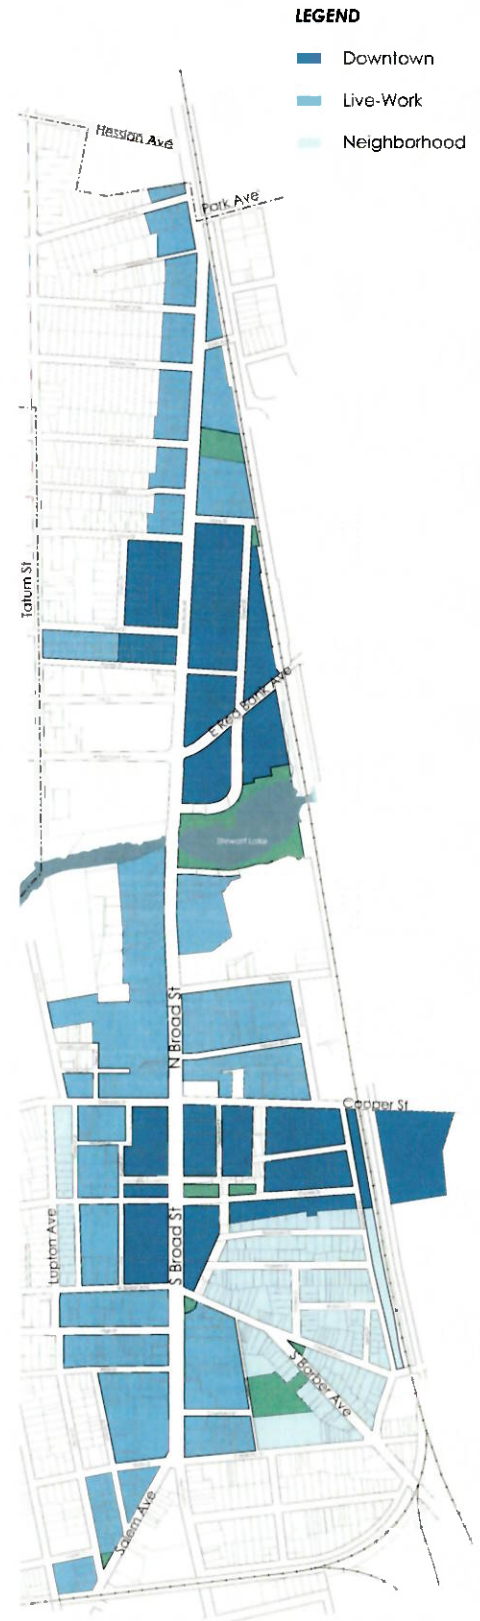 LEGEND
Downtown
Live-Work
Neighborhood
Hessian Ave
Park Ave
Tatum St
E Red Bank Ave
Stewart Lake
N Broad St
Cooper St
Lupton Ave
S Broad St
S Barber Ave
Salem Ave